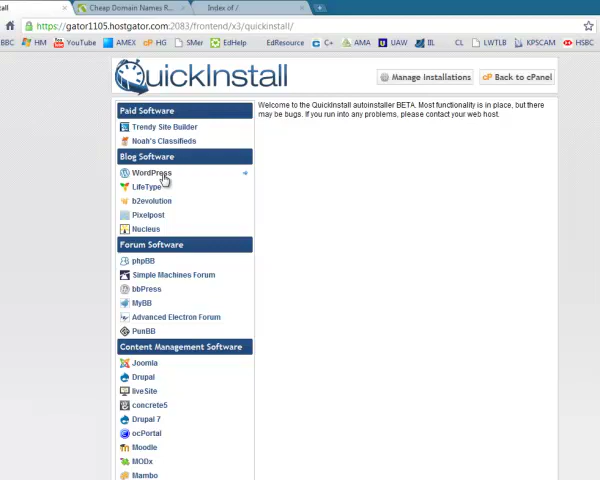 all
Cheap Domain Names R...
Index of /
https://gator1105.hostgator.com:2083/frontend/x3/quickinstall/
BBC HM YouTube AMEX HG SMer EdHelp EdResource C+ AMA UAW IIL CL LWTLB KPSCAM HSBC
QuickInstall
Manage Installations
cP Back to cPanel
Paid Software
Trendy Site Builder
Noah's Classifieds
Blog Software
WordPress
LifeType
b2evolution
Pixelpost
Nucleus
Forum Software
phpBB
Simple Machines Forum
bbPress
MyBB
Advanced Electron Forum
PunBB
Content Management Software
Joomla
Drupal
liveSite
concrete5
Drupal 7
ocPortal
Moodle
MODx
Mambo
Welcome to the QuickInstall autoinstaller BETA. Most functionality is in place, but there
may be bugs. If you run into any problems, please contact your web host.